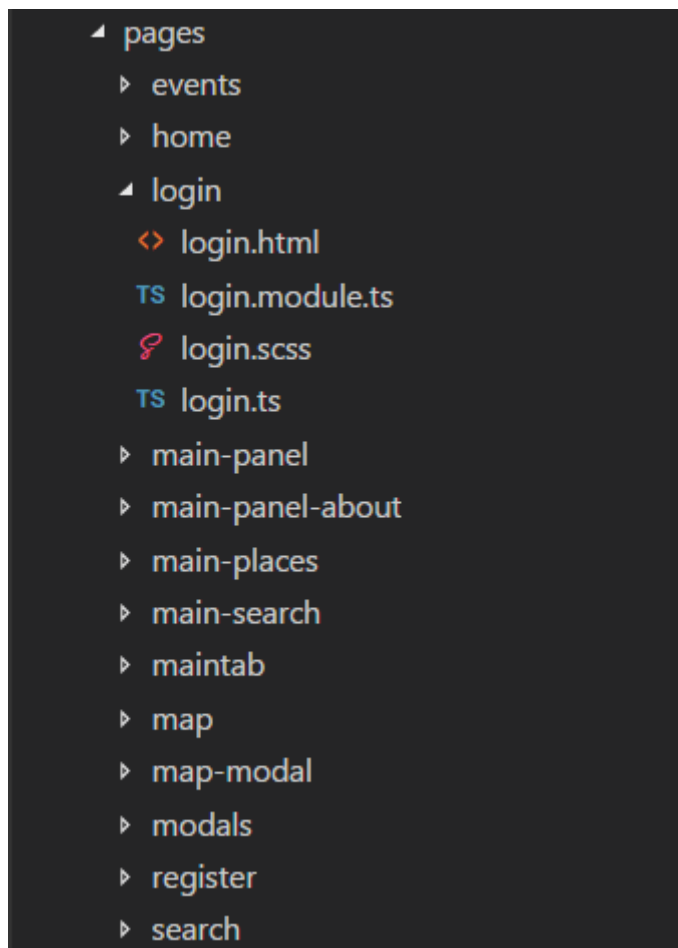 pages
events
home
login
<> login.html
TS login.module.ts
login.scss
TS login.ts
main-panel
main-panel-about
main-places
main-search
maintab
map
map-modal
modals
register
search